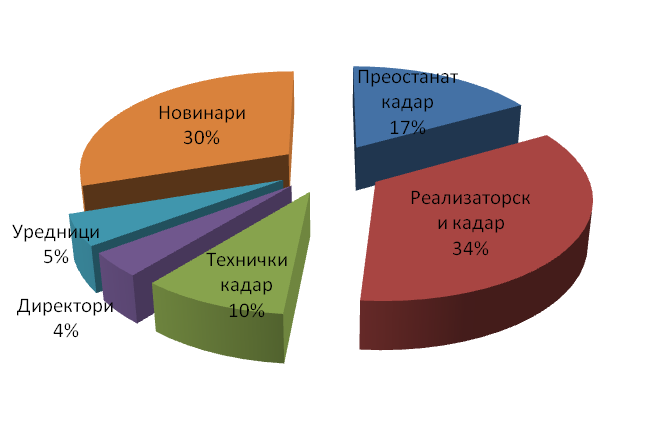 Преостанат
кадар
17%
Новинари
30%
Реализаторск
и кадар
34%
Уредници
5%
Технички
кадар
10%
Директори
4%